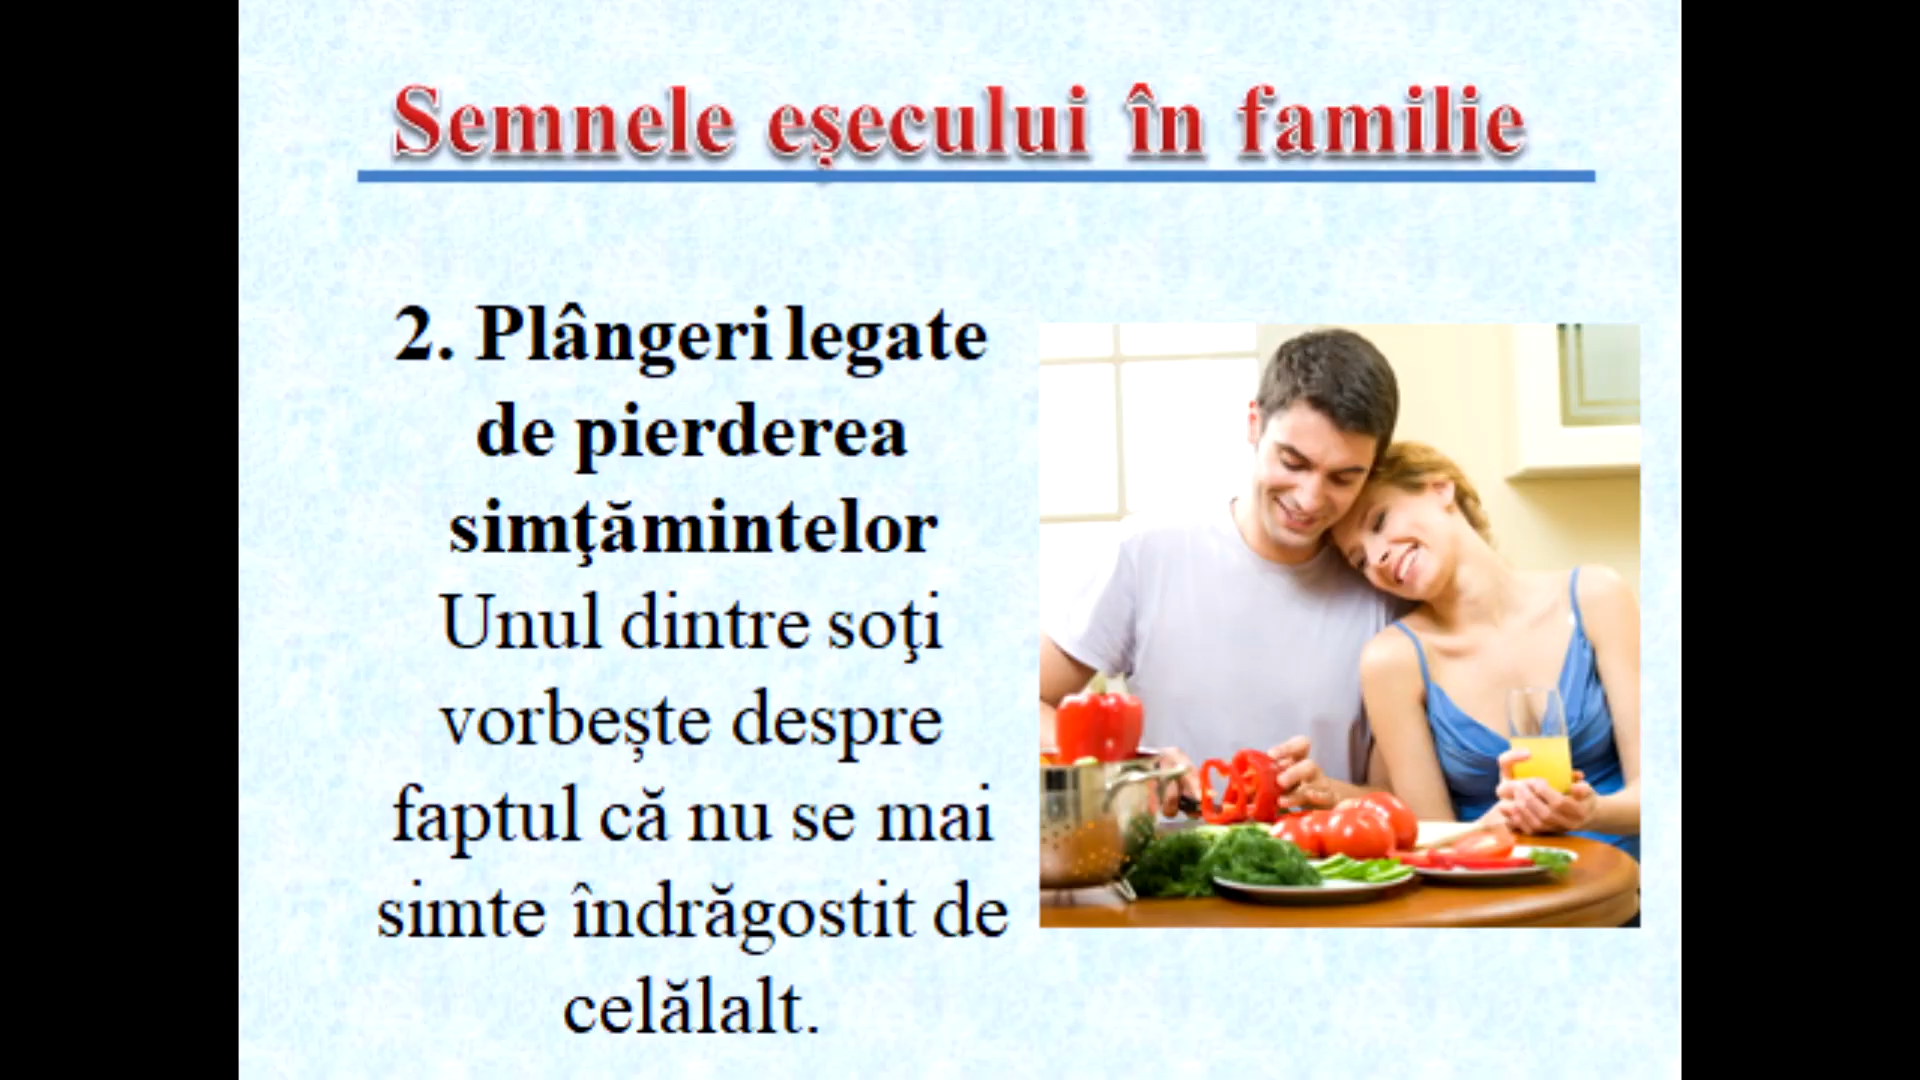 Semnele eșecului în familie
2. Plângeri legate
de pierderea
simţămintelor
Unul dintre soţi
vorbește despre
faptul că nu se mai
simte îndrăgostit de
celălalt.